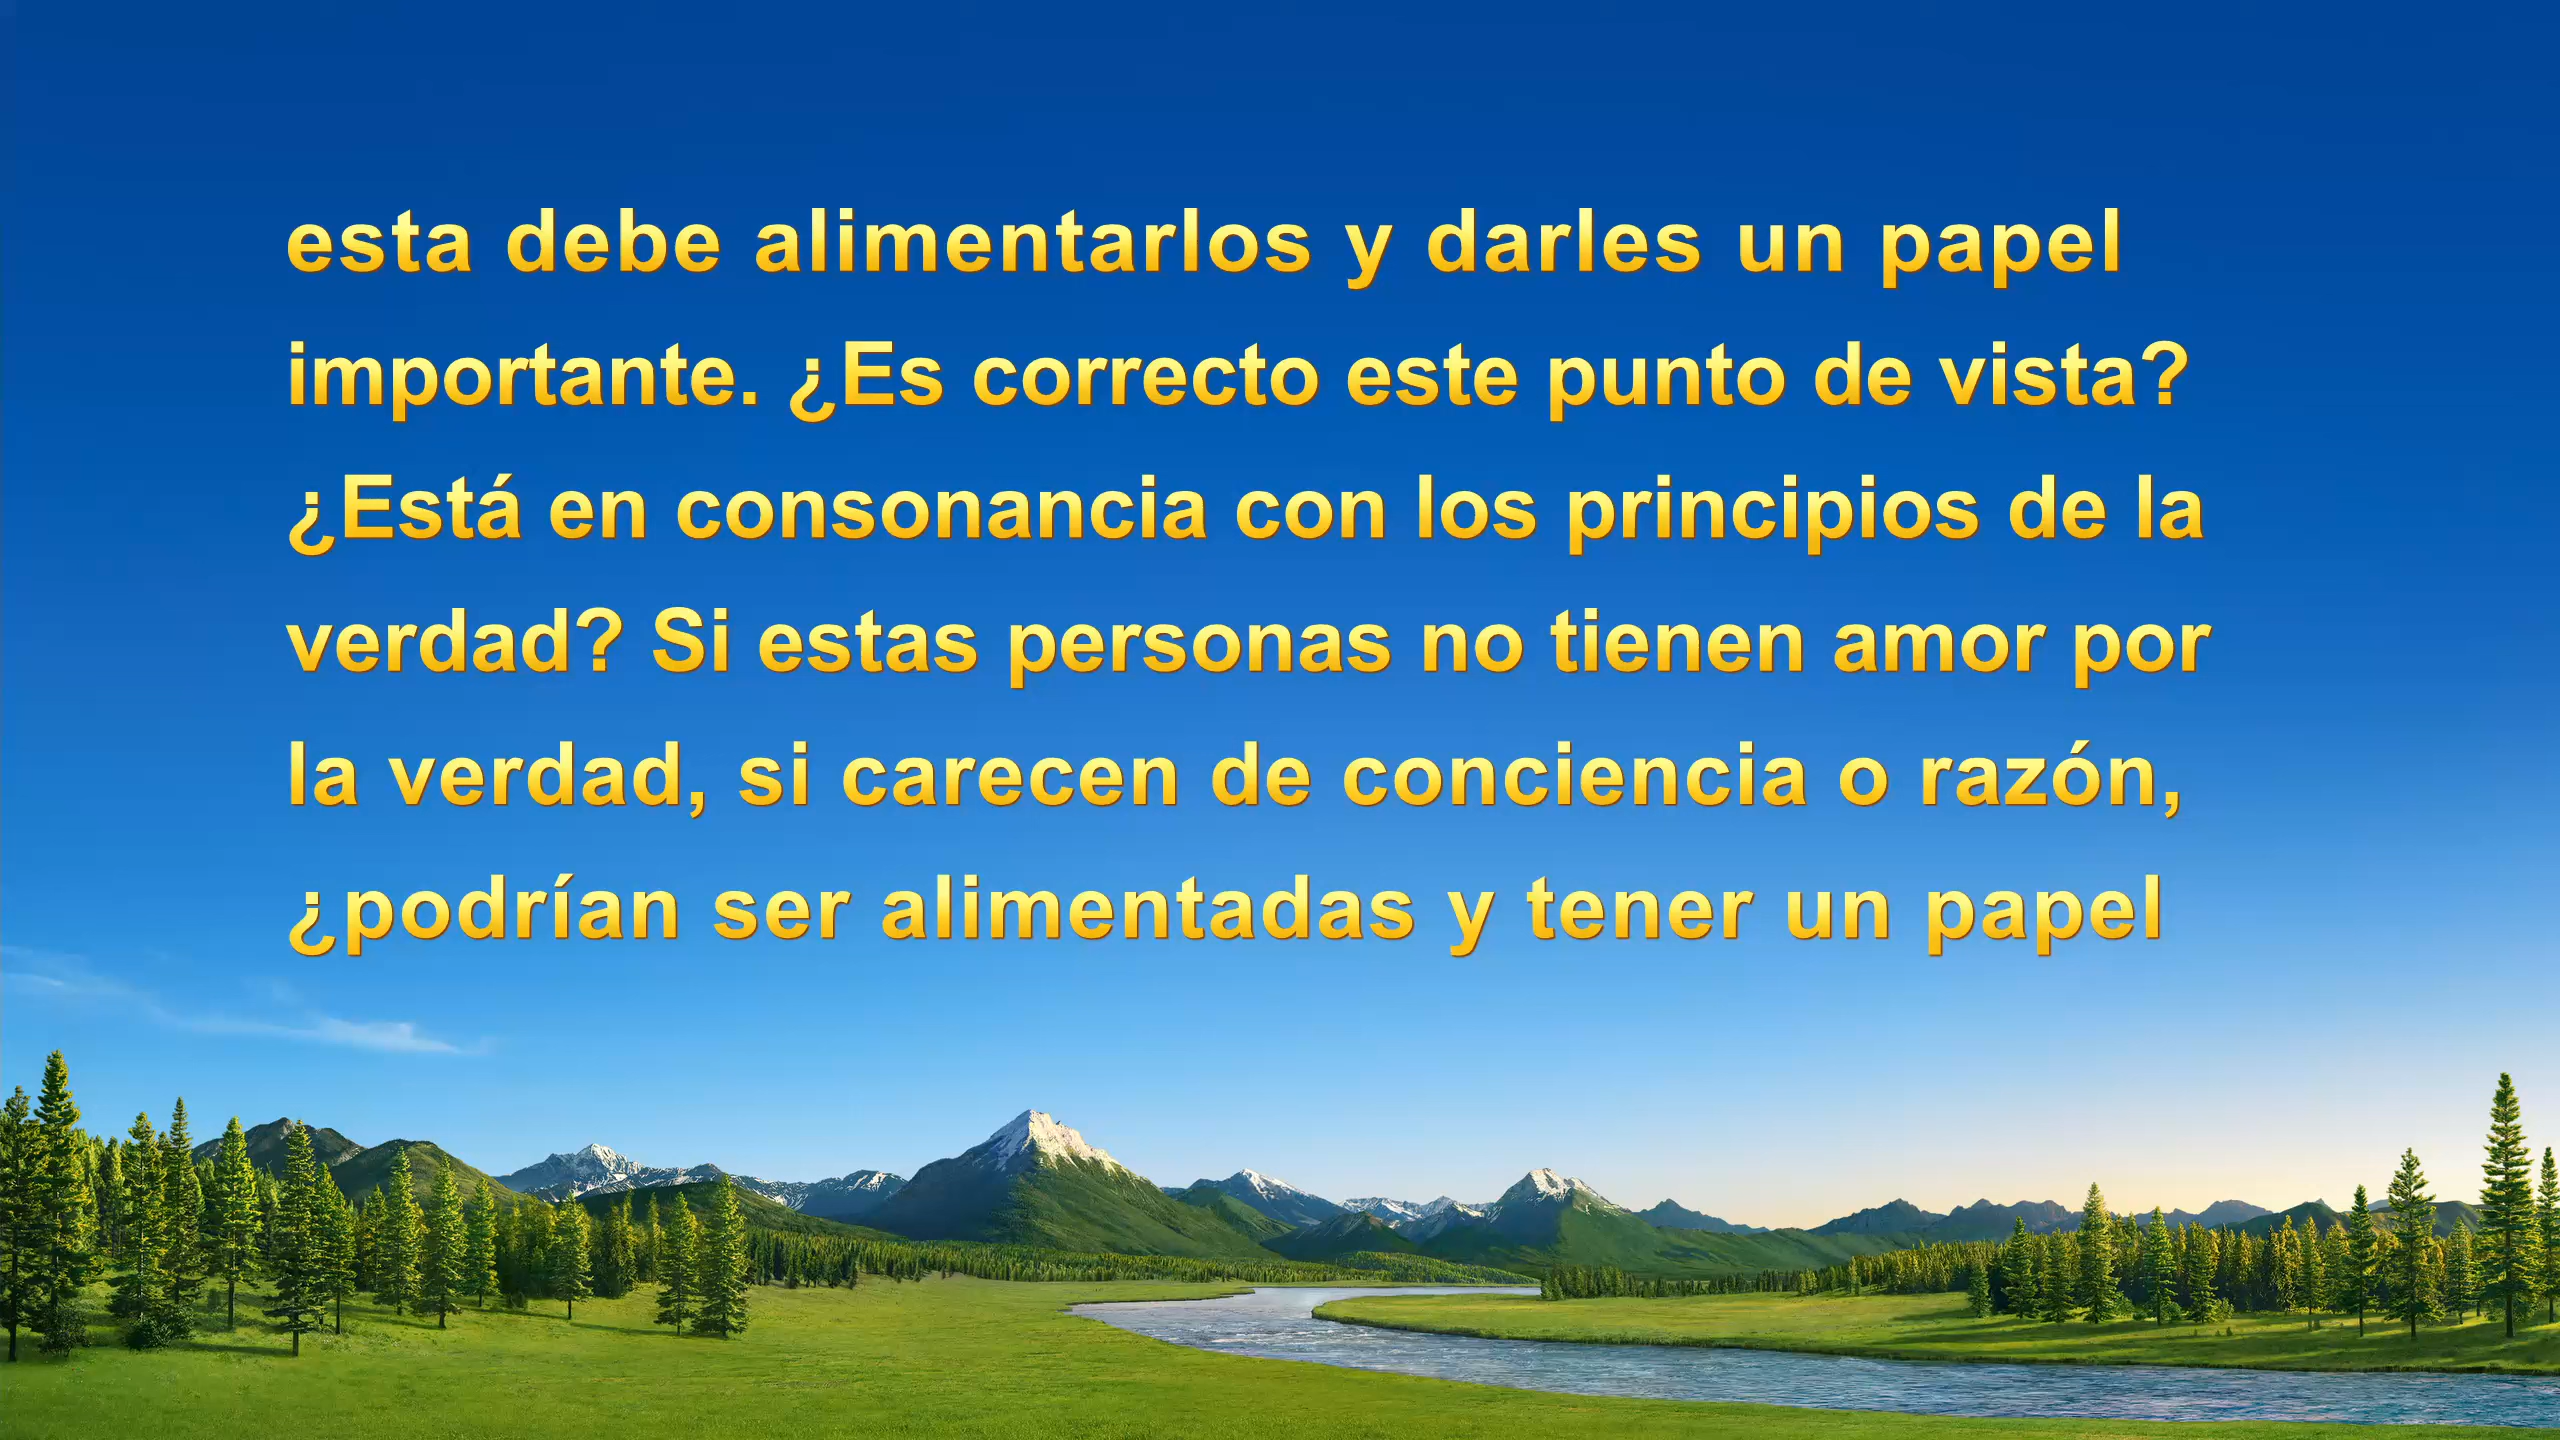 esta debe alimentarlos y darles un papel
importante. ¿Es correcto este punto de vista?
¿Está en consonancia con los principios de la
verdad? Si estas personas no tienen amor por
la verdad, si carecen de conciencia o razón,
¿podrían ser alimentadas y tener un papel